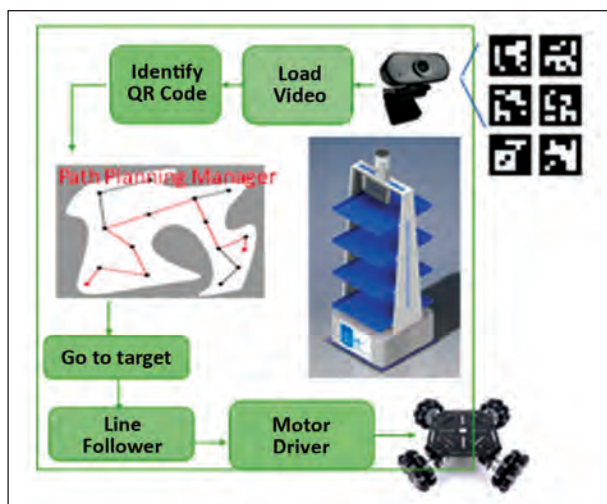 Identify
QR Code
Load
Video
Path Planning Manager
Go to target
Line
Follower
Motor
Driver